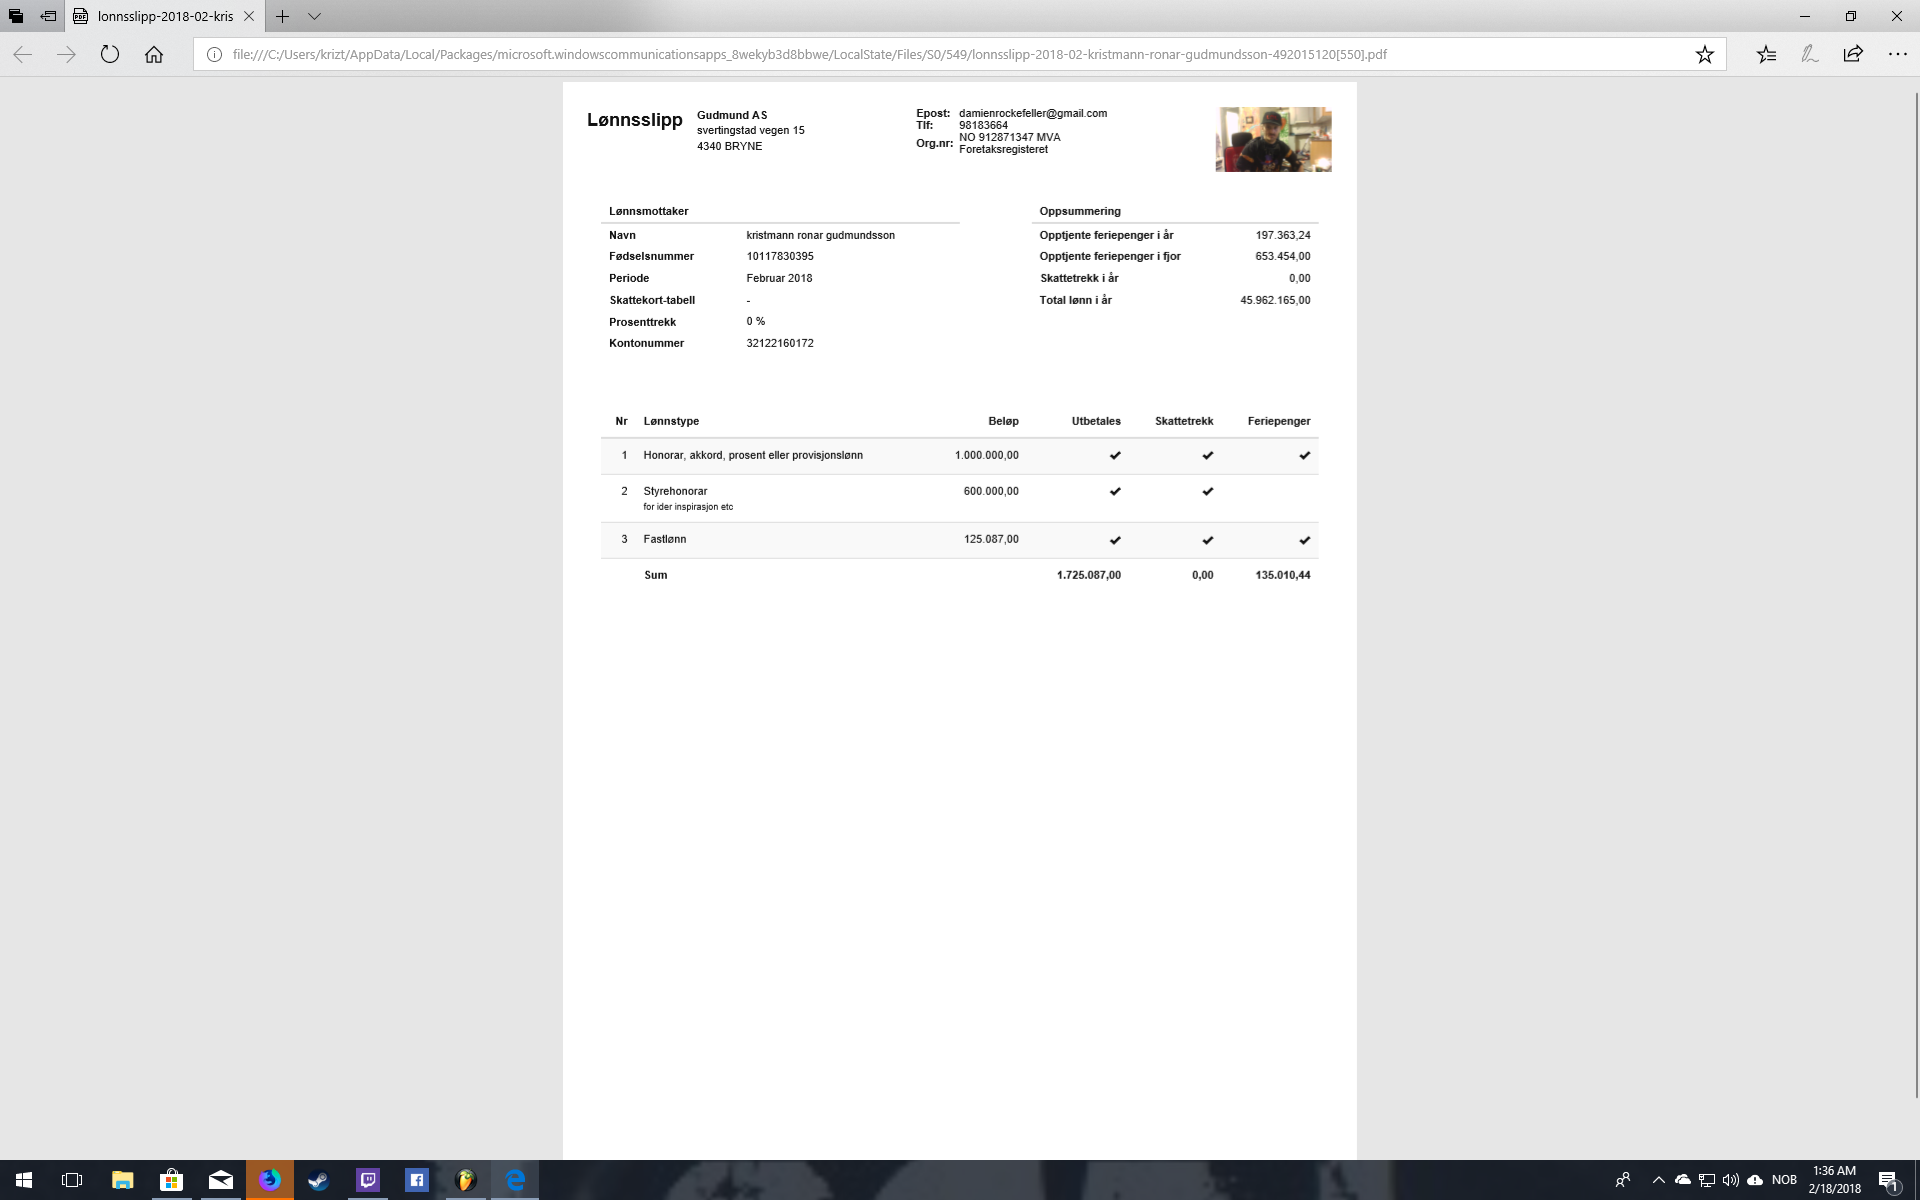 lonnsslipp-2018-02-kris
file:///C:/Users/krizt/AppData/Local/Packages/microsoft.windowscommunicationsapps_8wekyb3d8bbwe/LocalState/Files/S0/549/lonnsslipp-2018-02-kristmann-ronar-gudmundsson-492015120[550].pdf
Lønnsslipp
Gudmund AS
svertingstad vegen 15
4340 BRYNE
Epost: damienrockefeller@gmail.com
Tlf: 98183664
Org.nr: NO 912871347 MVA
Foretaksregisteret
Lønnsmottaker
Navn kristmann ronar gudmundsson
Fødselsnummer 10117830395
Periode Februar 2018
Skattekort-tabell -
Prosenttrekk 0 %
Kontonummer 32122160172
Oppsummering
Opptjente feriepenger i år 197.363,24
Opptjente feriepenger i fjor 653.454,00
Skattetrekk i år 0,00
Total lønn i år 45.962.165,00
Nr Lønnstype Beløp Utbetales Skattetrekk Feriepenger
1 Honorar, akkord, prosent eller provisjonslønn 1.000.000,00 ✔ ✔ ✔
2 Styrehonorar 600.000,00 ✔ ✔
for ider inspirasjon etc
3 Fastlønn 125.087,00 ✔ ✔ ✔
Sum 1.725.087,00 0,00 135.010,44
NOB
1:36 AM
2/18/2018
1